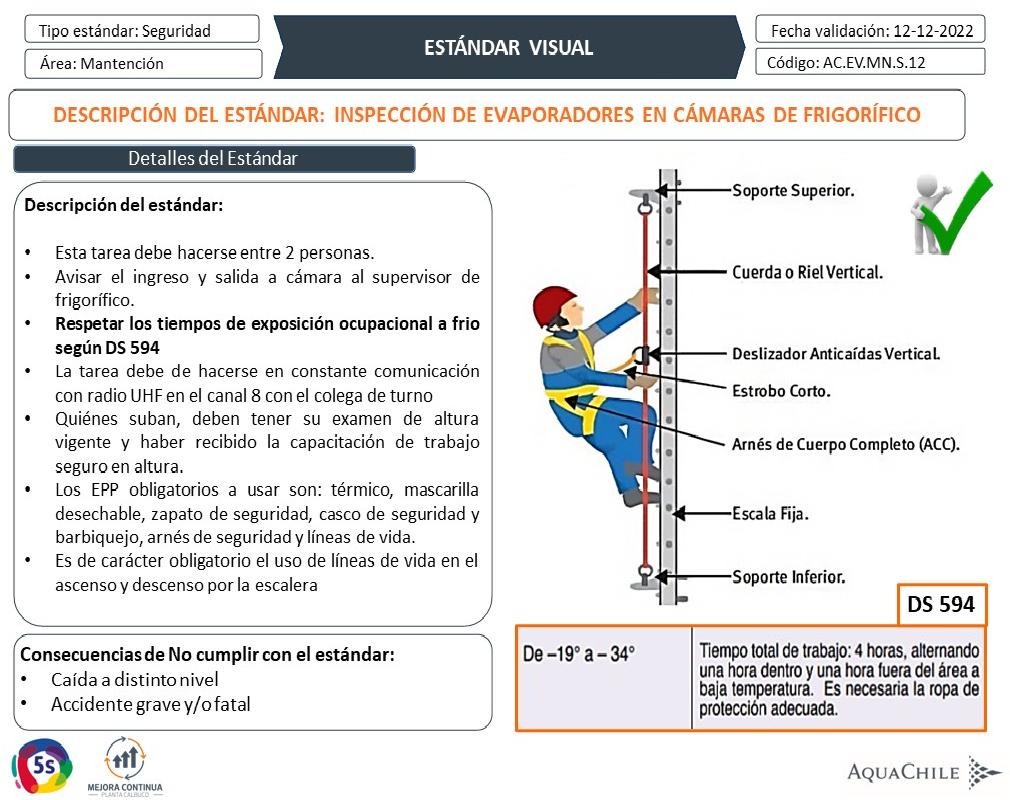 Tipo estándar: Seguridad
Área: Mantención
ESTÁNDAR VISUAL
Fecha validación: 12-12-2022
Código: AC.EV.MN.S.12
DESCRIPCIÓN DEL ESTÁNDAR: INSPECCIÓN DE EVAPORADORES EN CÁMARAS DE FRIGORÍFICO
Detalles del Estándar
Descripción del estándar:
• Esta tarea debe hacerse entre 2 personas.
• Avisar el ingreso y salida a cámara al supervisor de
frigorífico.
• Respetar los tiempos de exposición ocupacional a frio
según DS 594
• La tarea debe de hacerse en constante comunicación
con radio UHF en el canal 8 con el colega de turno
• Quiénes suban, deben tener su examen de altura
vigente y haber recibido la capacitación de trabajo
seguro en altura.
• Los EPP obligatorios a usar son: térmico, mascarilla
desechable, zapato de seguridad, casco de seguridad y
barbiquejo, arnés de seguridad y líneas de vida.
• Es de carácter obligatorio el uso de líneas de vida en el
ascenso y descenso por la escalera
Consecuencias de No cumplir con el estándar:
• Caída a distinto nivel
• Accidente grave y/o fatal
Soporte Superior.
Cuerda o Riel Vertical.
Deslizador Anticaídas Vertical.
Estrobo Corto.
Arnés de Cuerpo Completo (ACC).
Escala Fija.
Soporte Inferior.
DS 594
De –19° a – 34°
Tiempo total de trabajo: 4 horas, alternando
una hora dentro y una hora fuera del área a
baja temperatura. Es necesaria la ropa de
protección adecuada.
5s
MEJORA CONTINUA
PLANTA CALBUCO
AQUACHILE